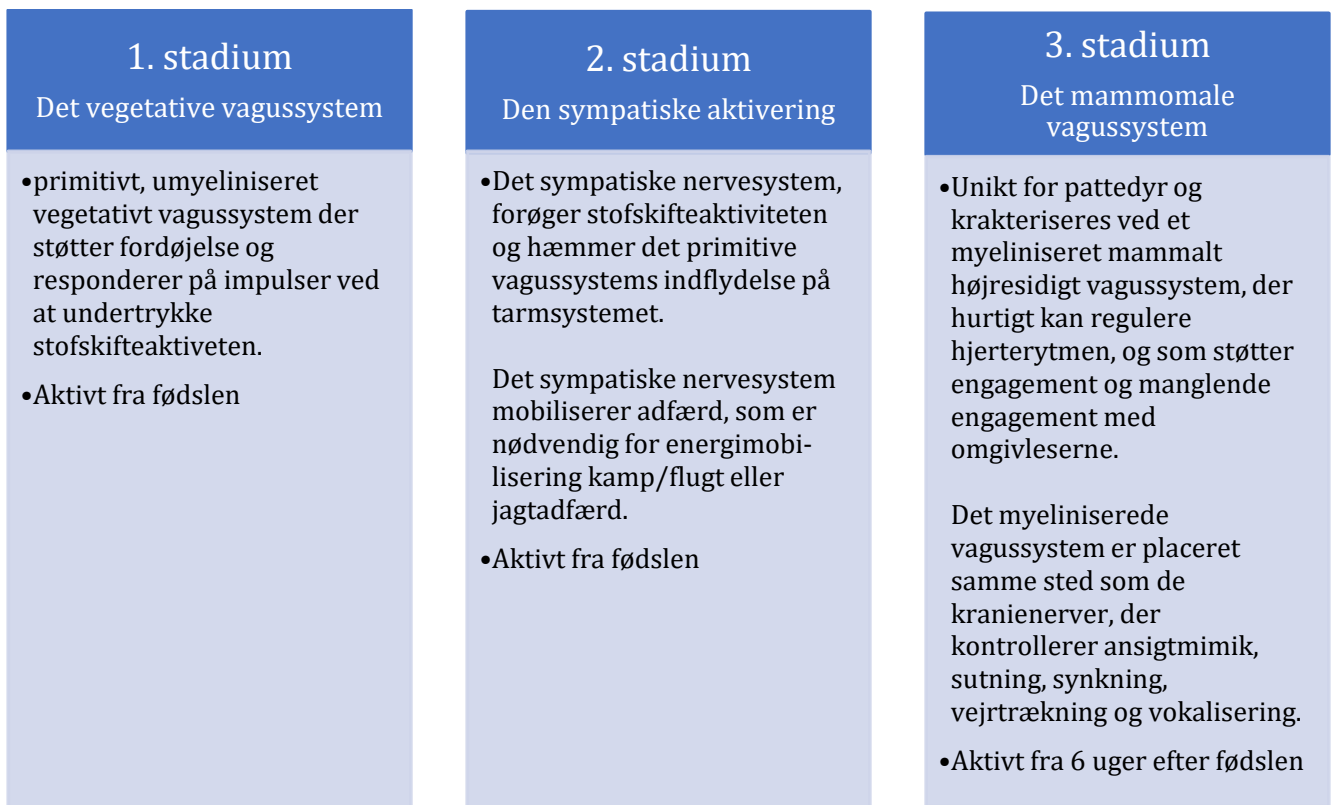 1. stadium
Det vegetative vagussystem
•primitivt, umyeliniseret
vegetativt vagussystem der
støtter fordøjelse og
responderer på impulser ved
at undertrykke
stofskifteaktiveten.
•Aktivt fra fødslen
2. stadium
Den sympatiske aktivering
•Det sympatiske nervesystem,
forøger stofskifteaktiviteten
og hæmmer det primitive
vagussystems indflydelse på
tarmsystemet.
Det sympatiske nervesystem
mobiliserer adfærd, som er
nødvendig for energimobi-
lisering kamp/flugt eller
jagtadfærd.
•Aktivt fra fødslen
3. stadium
Det mammomale
vagussystem
•Unikt for pattedyr og
krakteriseres ved et
myeliniseret mammalt
højresidigt vagussystem, der
hurtigt kan regulere
hjerterytmen, og som støtter
engagement og manglende
engagement med
omgivleserne.
Det myeliniserede
vagussystem er placeret
samme sted som de
kranienerver, der
kontrollerer ansigtmimik,
sutning, synkning,
vejrtrækning og vokalisering.
•Aktivt fra 6 uger efter fødslen